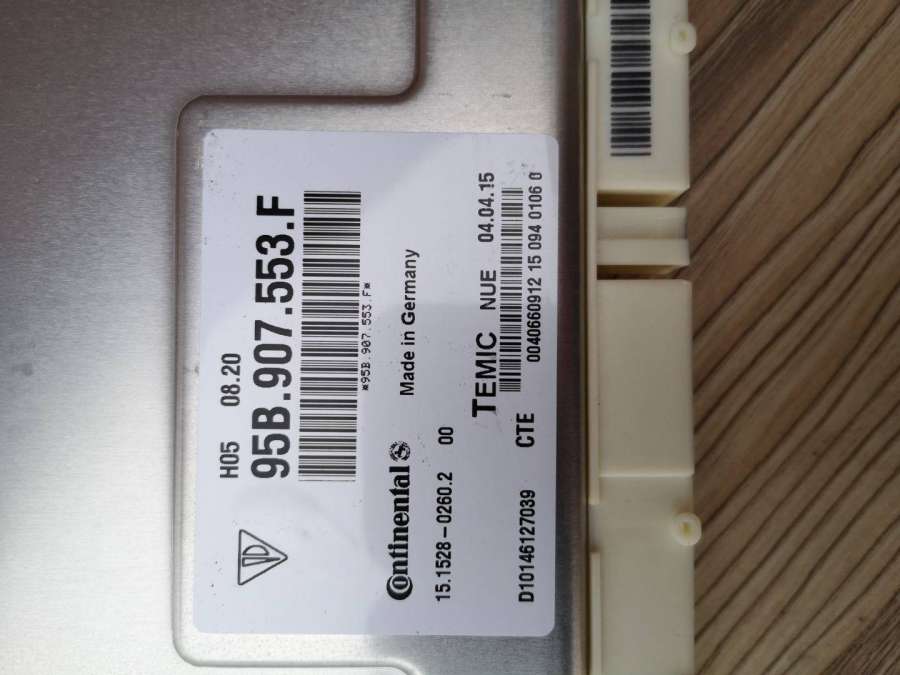 H05 08.20
95B.907.553.F
*95B.907.553.F*
Continental
Made in Germany
15.1528-0260.2 00
TEMIC NUE 04.04.15
0040660912 15 094 0106 0
D10146127039 CTE